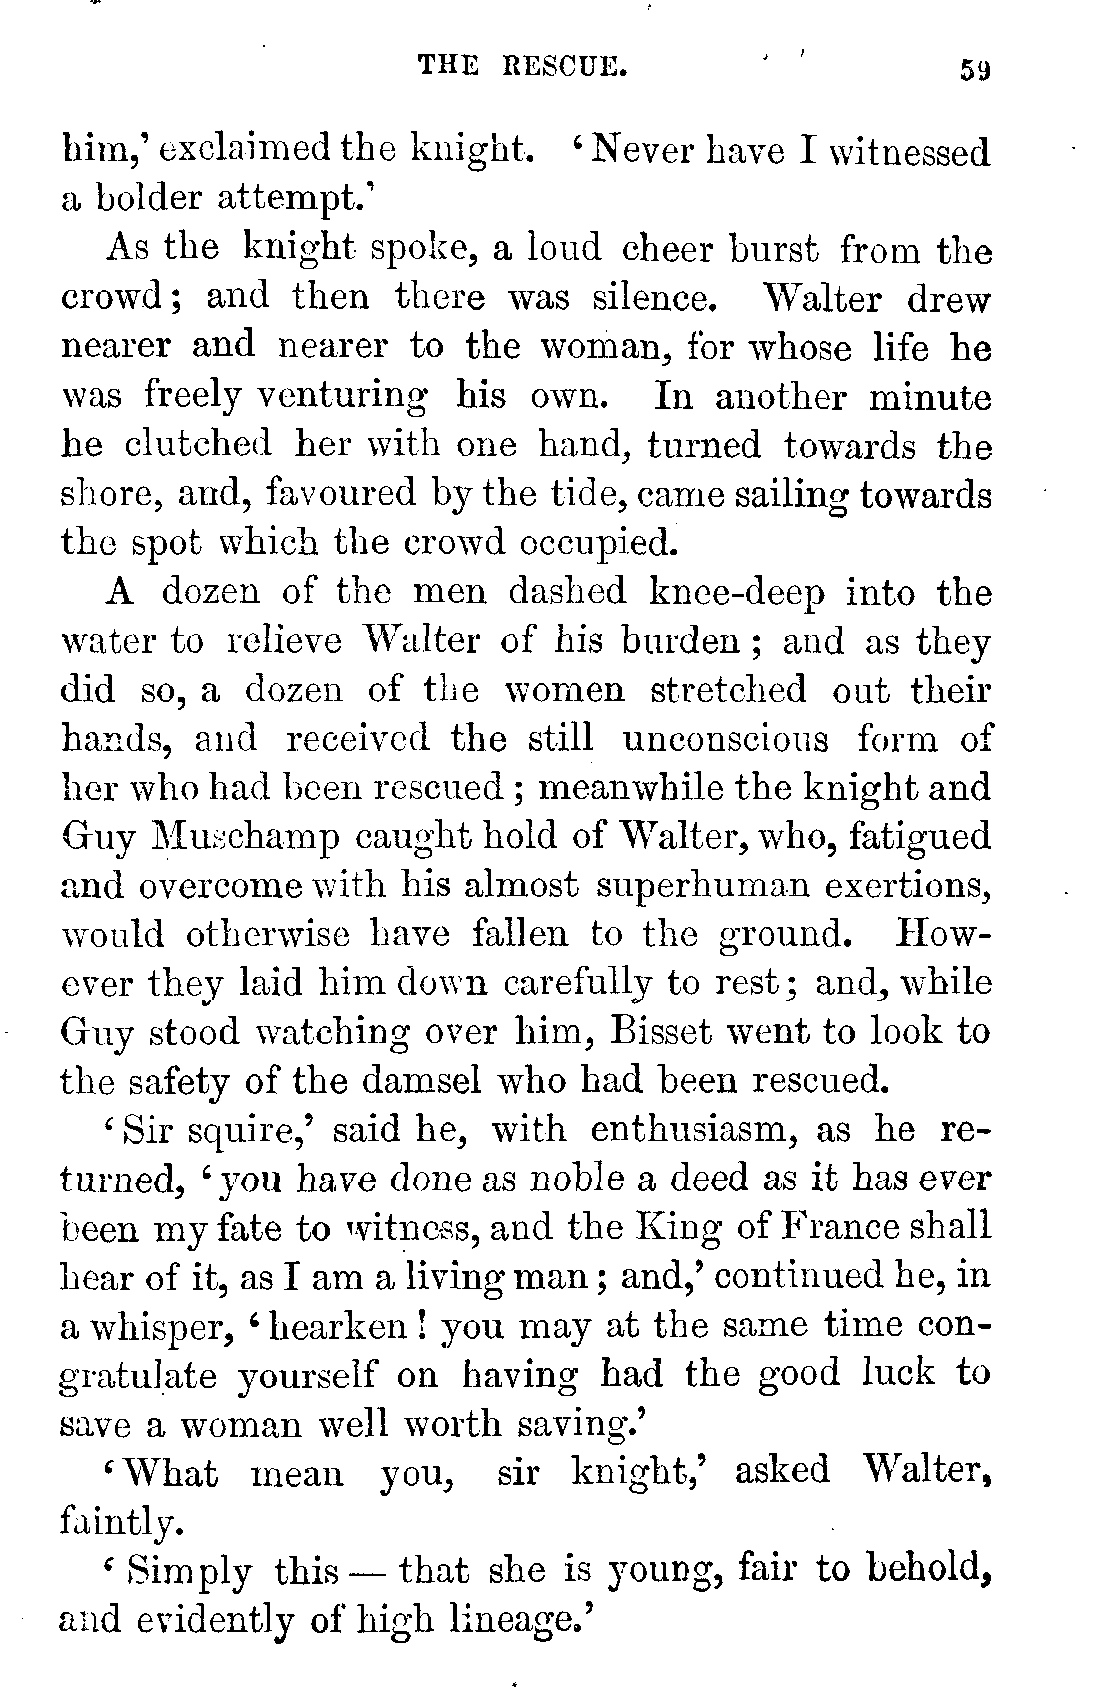 THE RESCUE. 59
him,’ exclaimed the knight. ‘Never have I witnessed
a bolder attempt.’
As the knight spoke, a loud cheer burst from the
crowd; and then there was silence. Walter drew
nearer and nearer to the woman, for whose life he
was freely venturing his own. In another minute
he clutched her with one hand, turned towards the
shore, and, favoured by the tide, came sailing towards
the spot which the crowd occupied.
A dozen of the men dashed knee-deep into the
water to relieve Walter of his burden; and as they
did so, a dozen of the women stretched out their
hands, and received the still unconscious form of
her who had been rescued; meanwhile the knight and
Guy Muschamp caught hold of Walter, who, fatigued
and overcome with his almost superhuman exertions,
would otherwise have fallen to the ground. How-
ever they laid him down carefully to rest; and, while
Guy stood watching over him, Bisset went to look to
the safety of the damsel who had been rescued.
‘Sir squire,’ said he, with enthusiasm, as he re-
turned, ‘you have done as noble a deed as it has ever
been my fate to witness, and the King of France shall
hear of it, as I am a living man; and,’ continued he, in
a whisper, ‘hearken! you may at the same time con-
gratulate yourself on having had the good luck to
save a woman well worth saving.’
‘What mean you, sir knight,’ asked Walter,
faintly.
‘Simply this — that she is young, fair to behold,
and evidently of high lineage.’